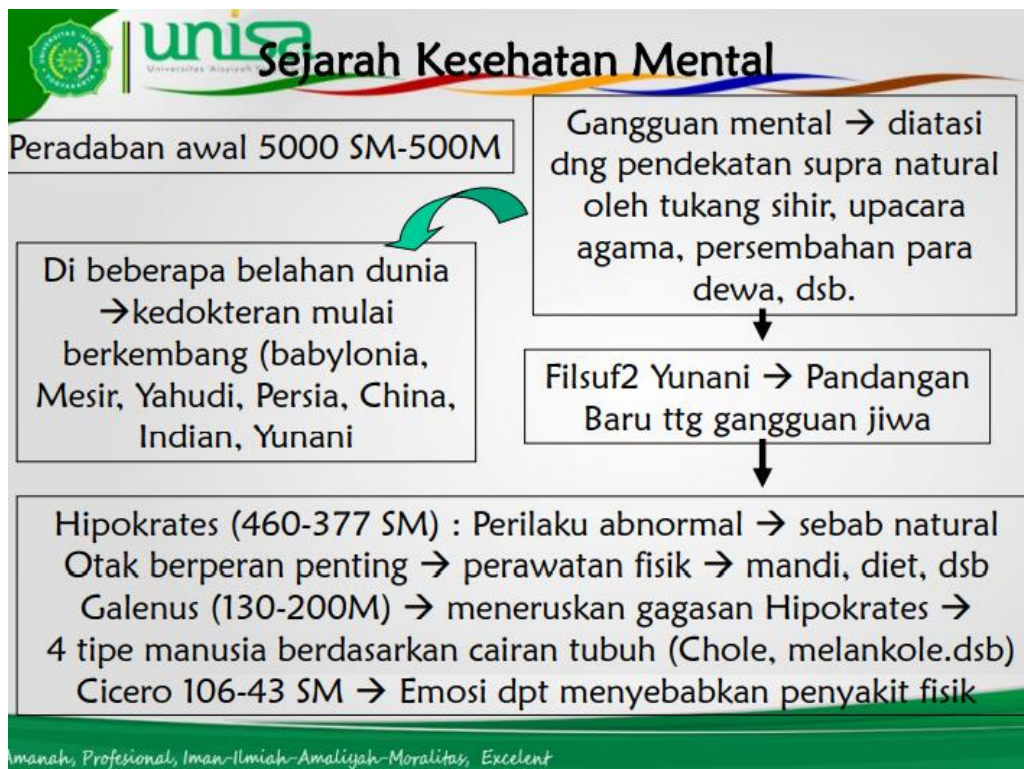 unisa
Universitas 'Aisyiyah
Sejarah Kesehatan Mental
Peradaban awal 5000 SM-500M
Gangguan mental → diatasi
dng pendekatan supra natural
oleh tukang sihir, upacara
agama, persembahan para
dewa, dsb.
Di beberapa belahan dunia
→kedokteran mulai
berkembang (babylonia,
Mesir, Yahudi, Persia, China,
Indian, Yunani
Filsuf2 Yunani → Pandangan
Baru ttg gangguan jiwa
Hipokrates (460-377 SM) : Perilaku abnormal → sebab natural
Otak berperan penting → perawatan fisik → mandi, diet, dsb
Galenus (130-200M) → meneruskan gagasan Hipokrates →
4 tipe manusia berdasarkan cairan tubuh (Chole, melankole.dsb)
Cicero 106-43 SM → Emosi dpt menyebabkan penyakit fisik
Amanah, Profesional, Iman-Ilmiah-Amaliyah-Moralitas, Excelent